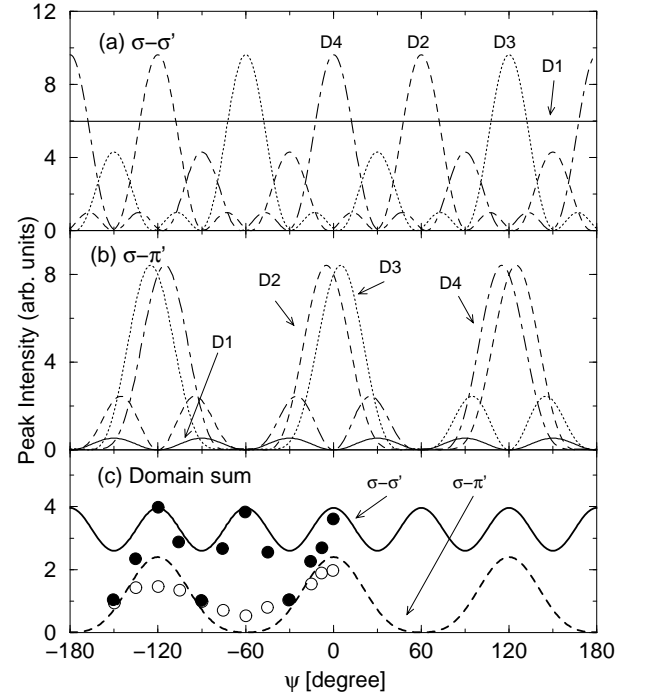 12
(a) σ−σ’
D4
D2
D3
D1
8
4
0
Peak Intensity (arb. units)
(b) σ−π’
8
D2
D3
D4
D1
4
0
(c) Domain sum
σ−σ’
σ−π’
4
2
0
−180
−120
−60
0
60
120
180
ψ [degree]